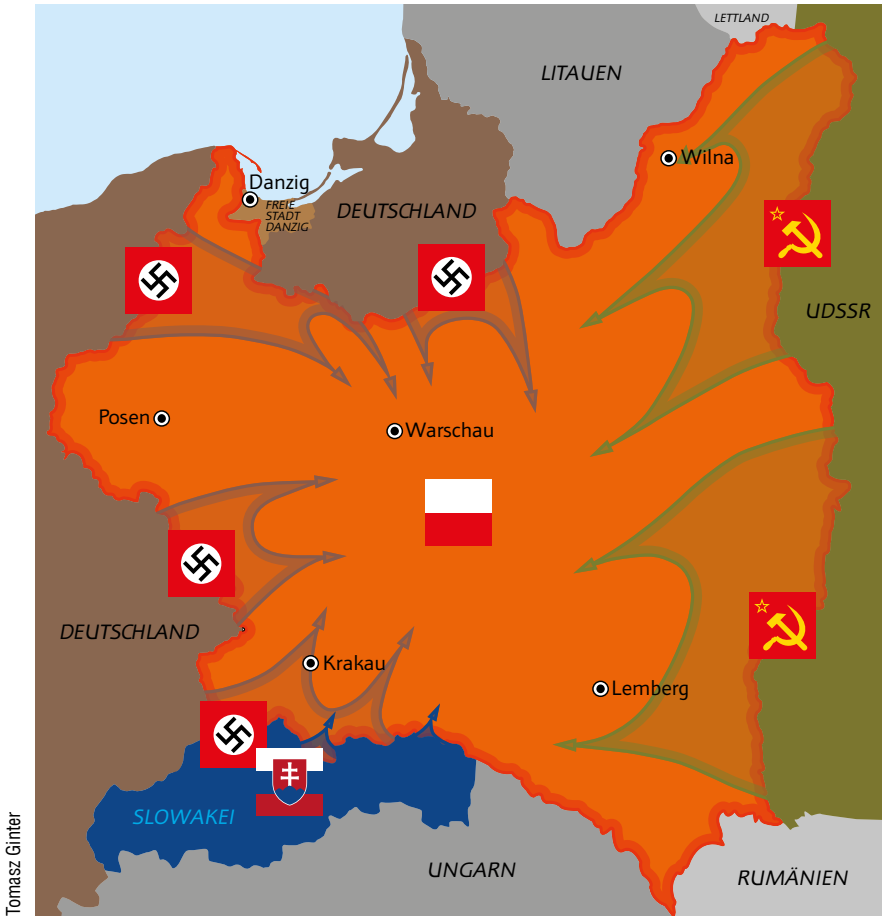 LETTLAND
LITAUEN
Wilna
Danzig
FREIE
STADT
DANZIG
DEUTSCHLAND
UDSSR
Posen
Warschau
DEUTSCHLAND
Krakau
Lemberg
SLOWAKEI
UNGARN
RUMÄNIEN
Tomasz Ginter